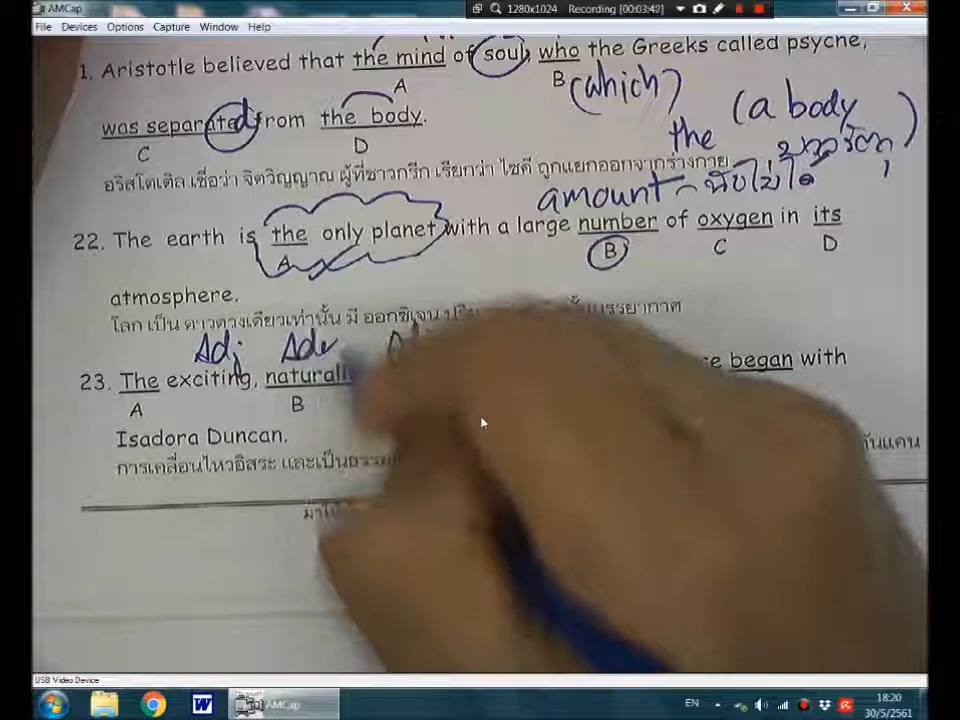 AMCap
1280x1024 Recording [00:03:42]
File Devices Options Capture Window Help
1. Aristotle believed that the mind of soul, who the Greeks called psyche,
A
B (which)
was separated from the body.
the (a body)
C
D
อริสโตเติล เชื่อว่า จิตวิญญาณ ผู้ที่ชาวกรีก เรียกว่า ไซคี ถูกแยกออกจากร่างกาย
amount - นับไม่ได้
22. The earth is the only planet with a large number of oxygen in its
A
B
C
D
atmosphere.
โลก เป็น ดาวดวงเดียวเท่านั้น มี ออกซิเจน
บรรยากาศ
Adj Adv
23. The exciting,
began with
A
B
Isadora Duncan.
การเคลื่อนไหวอิสระ
USB Video Device
AMCap
EN
18:20
30/5/2561